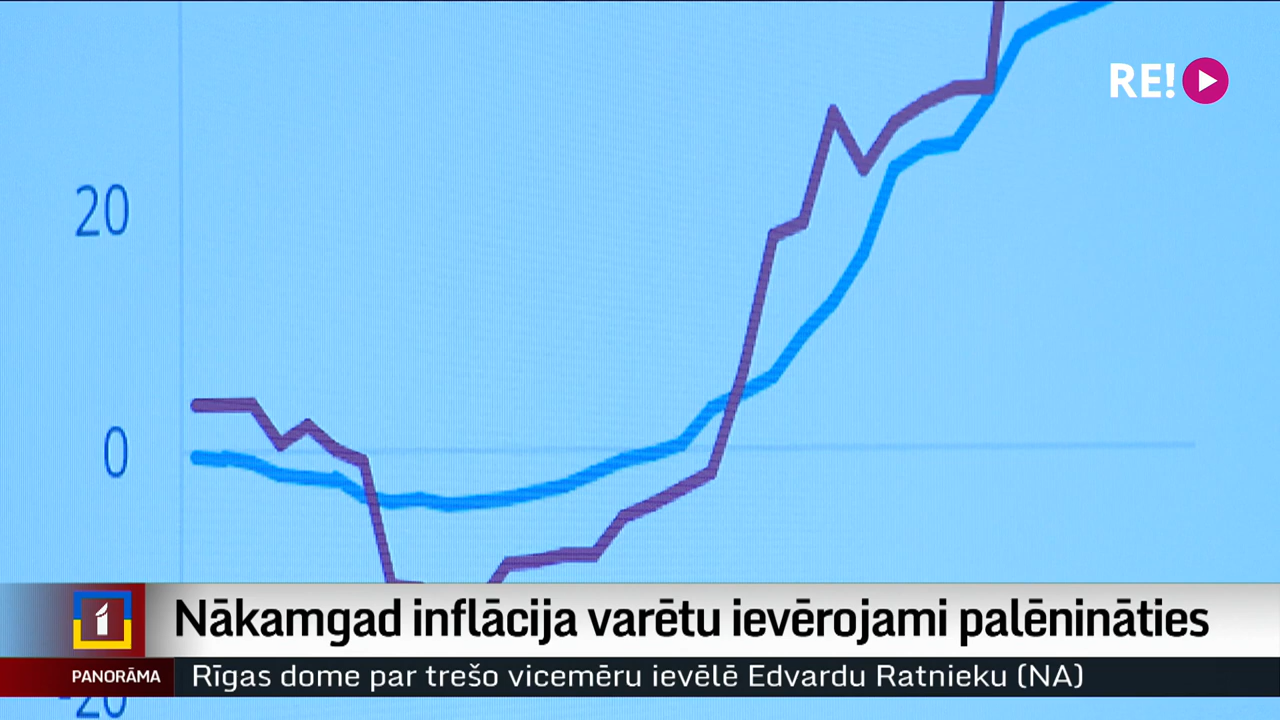 RE!
20
0
Nākamgad inflācija varētu ievērojami palēnināties
1
PANORĀMA
Rīgas dome par trešo vicemēru ievēlē Edvardu Ratnieku (NA)
-20